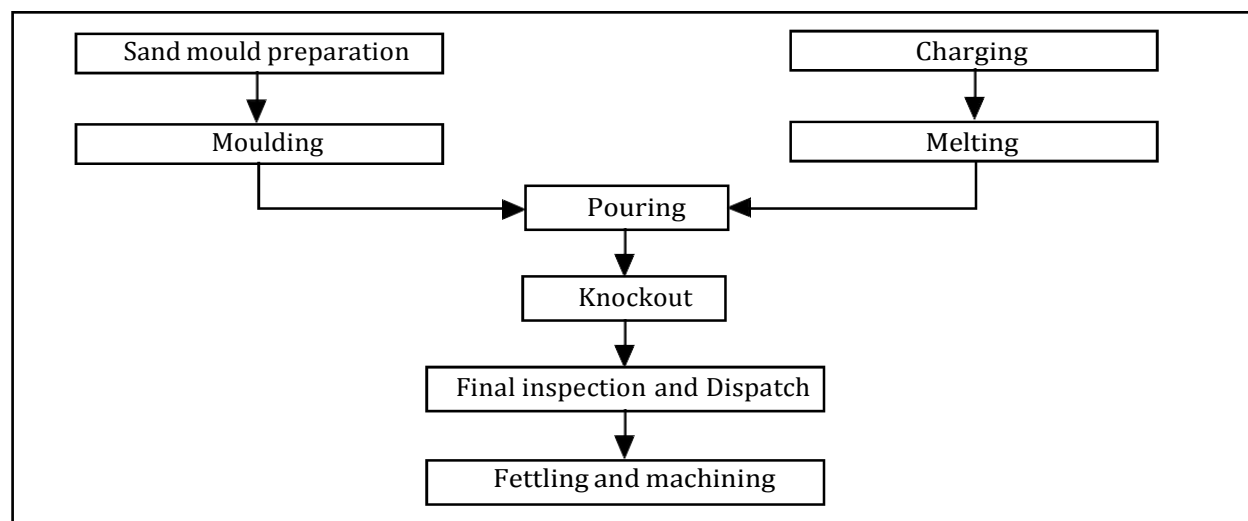 Sand mould preparation
Charging
Moulding
Melting
Pouring
Knockout
Final inspection and Dispatch
Fettling and machining